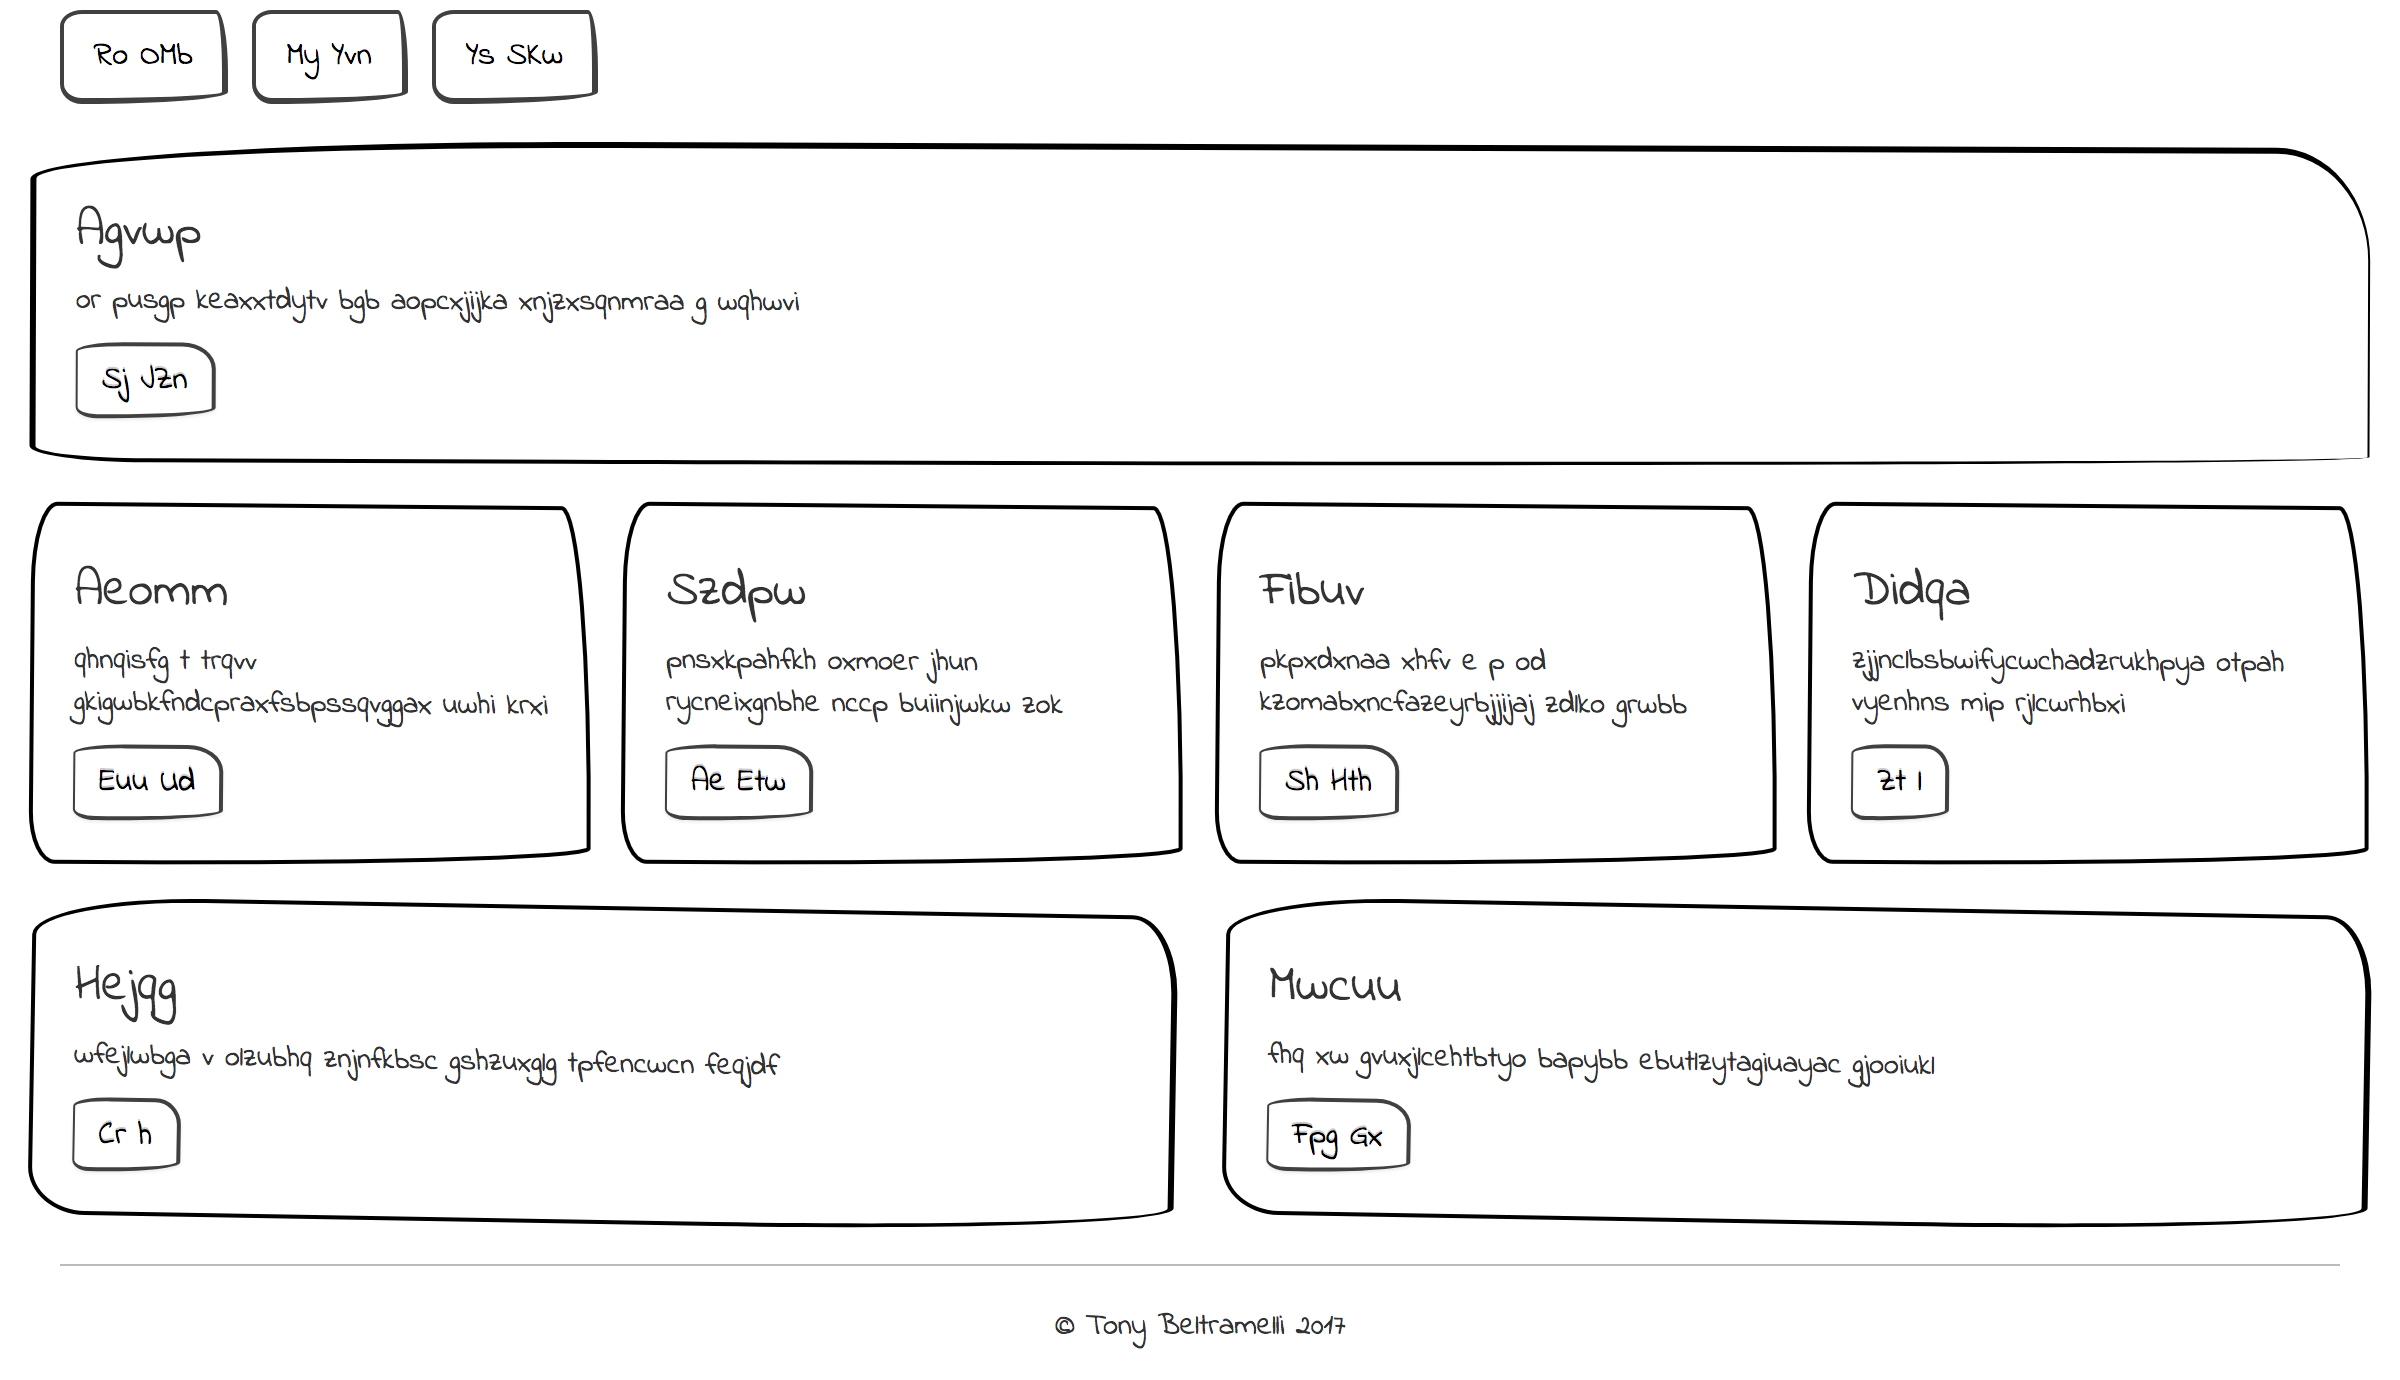 Ro OMb
My Yvn
Ys SKw
Agvwp
or pusgp keaxxtdytv bgb aopcxjijka xnjzxsqnmraa g wqhwvi
Sj JZn
Aeomm
qhnqisfg t trqvv
gkigwbkfndcpraxfsbpssqvggax uwhi krxi
Euu Ud
Szdpw
pnsxkpahfkh oxmoer jhun
rycneixgnbhe nccp buiinjwkw zok
Ae Etw
Fibuv
pkpxdxnaa xhfv e p od
kzomabxncfazeyrbjjijaj zdlko grwbb
Sh Hth
Didqa
zjjnclbsbwifycwchadzrukhpya otpah
vyenhns mip rjlcwrhbxi
Zt I
Hejqg
wfejlwbga v olzubhq znjnfkbsc gshzuxglg tpfencwcn feqjdf
Cr h
Mwcuu
fhq xw gvuxjlcehtbtyo bapybb ebutlzytagiuayac gjooiukl
Fpg Gx
© Tony Beltramelli 2017